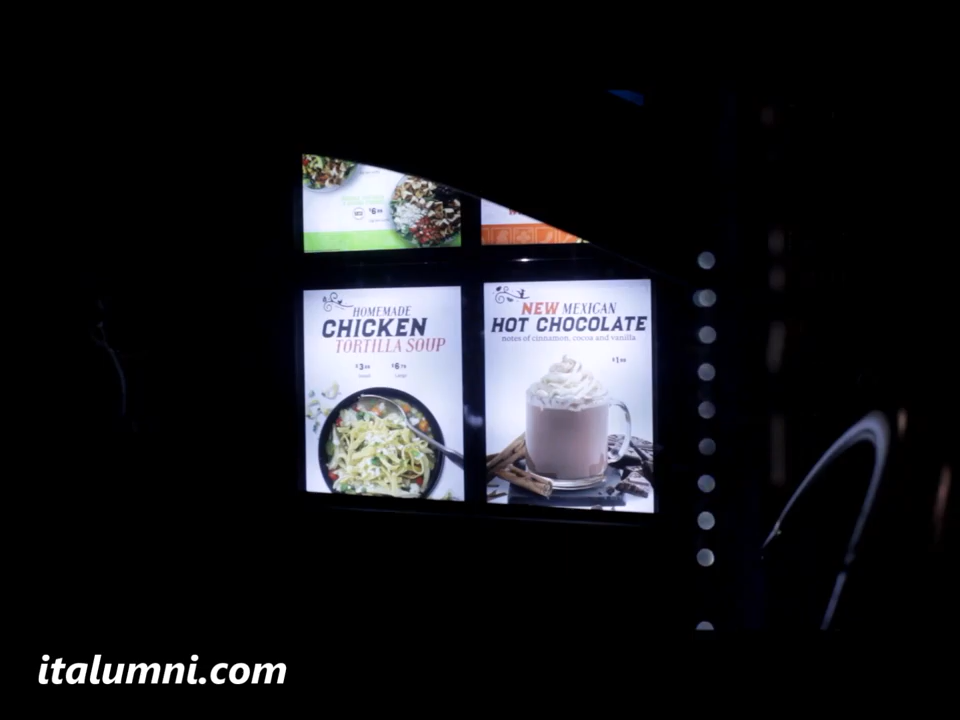 HOMEMADE
CHICKEN
TORTILLA SOUP
NEW MEXICAN
HOT CHOCOLATE
notes of cinnamon, cocoa and vanilla
italumni.com